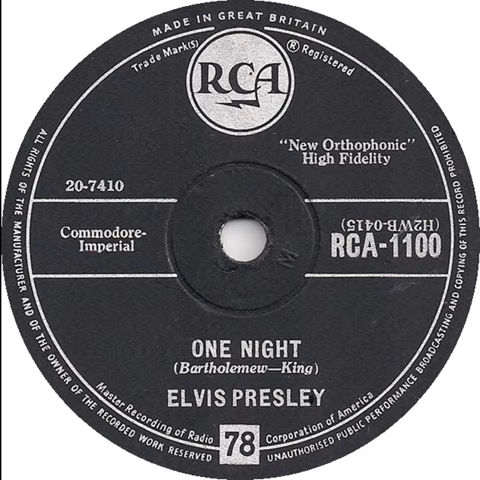 MADE IN GREAT BRITAIN
Trade Mark(s)
® Registered
RCA
"New Orthophonic"
High Fidelity
20-7410
Commodore-
Imperial
(H2WB-0415)
RCA-1100
M
ONE NIGHT
(Bartholemew—King)
ELVIS PRESLEY
Master Recording of Radio Corporation of America
78
ALL RIGHTS OF THE MANUFACTURER AND OF THE OWNER OF THE RECORDED WORK RESERVED
UNAUTHORISED PUBLIC PERFORMANCE BROADCASTING AND COPYING OF THIS RECORD PROHIBITED